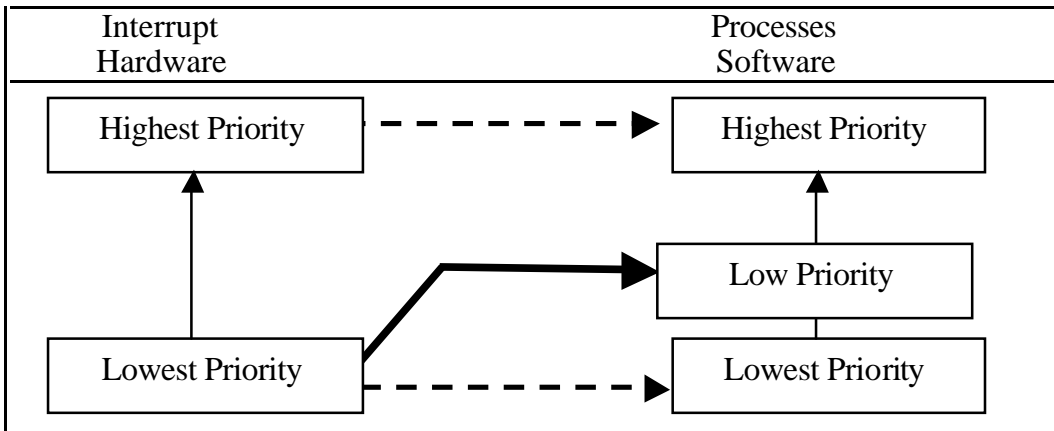 Interrupt
Hardware
Processes
Software
Highest Priority
Highest Priority
Low Priority
Lowest Priority
Lowest Priority